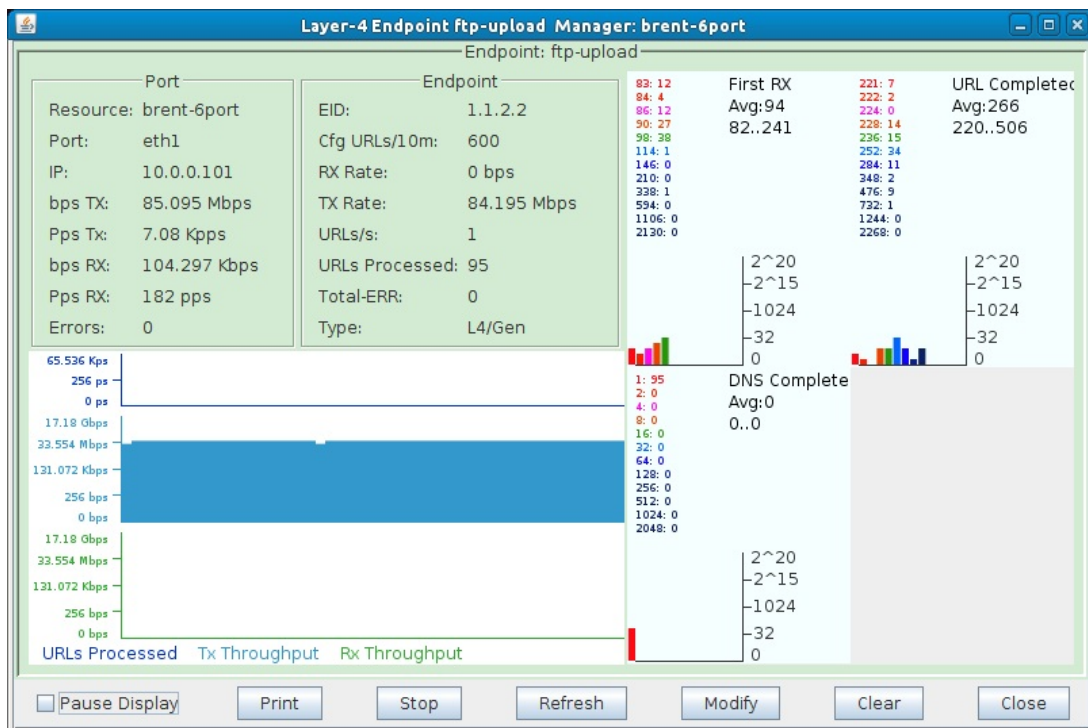 Layer-4 Endpoint ftp-upload Manager: brent-6port
Endpoint: ftp-upload
Port
Resource: brent-6port
Port: eth1
IP: 10.0.0.101
bps TX: 85.095 Mbps
Pps Tx: 7.08 Kpps
bps RX: 104.297 Kbps
Pps RX: 182 pps
Errors: 0
Endpoint
EID: 1.1.2.2
Cfg URLs/10m: 600
RX Rate: 0 bps
TX Rate: 84.195 Mbps
URLs/s: 1
URLs Processed: 95
Total-ERR: 0
Type: L4/Gen
83: 12
84: 4
86: 12
90: 27
98: 38
114: 1
146: 0
210: 0
338: 1
594: 0
1106: 0
2130: 0
First RX
Avg:94
82..241
2^20
2^15
1024
32
0
221: 7
222: 2
224: 0
228: 14
236: 15
252: 34
284: 11
348: 2
476: 9
732: 1
1244: 0
2268: 0
URL Completed
Avg:266
220..506
2^20
2^15
1024
32
0
65.536 Kps
256 ps
0 ps
17.18 Gbps
33.554 Mbps
131.072 Kbps
256 bps
0 bps
17.18 Gbps
33.554 Mbps
131.072 Kbps
256 bps
0 bps
URLs Processed Tx Throughput Rx Throughput
1: 95
2: 0
4: 0
8: 0
16: 0
32: 0
64: 0
128: 0
256: 0
512: 0
1024: 0
2048: 0
DNS Complete
Avg:0
0..0
2^20
2^15
1024
32
0
Pause Display Print Stop Refresh Modify Clear Close